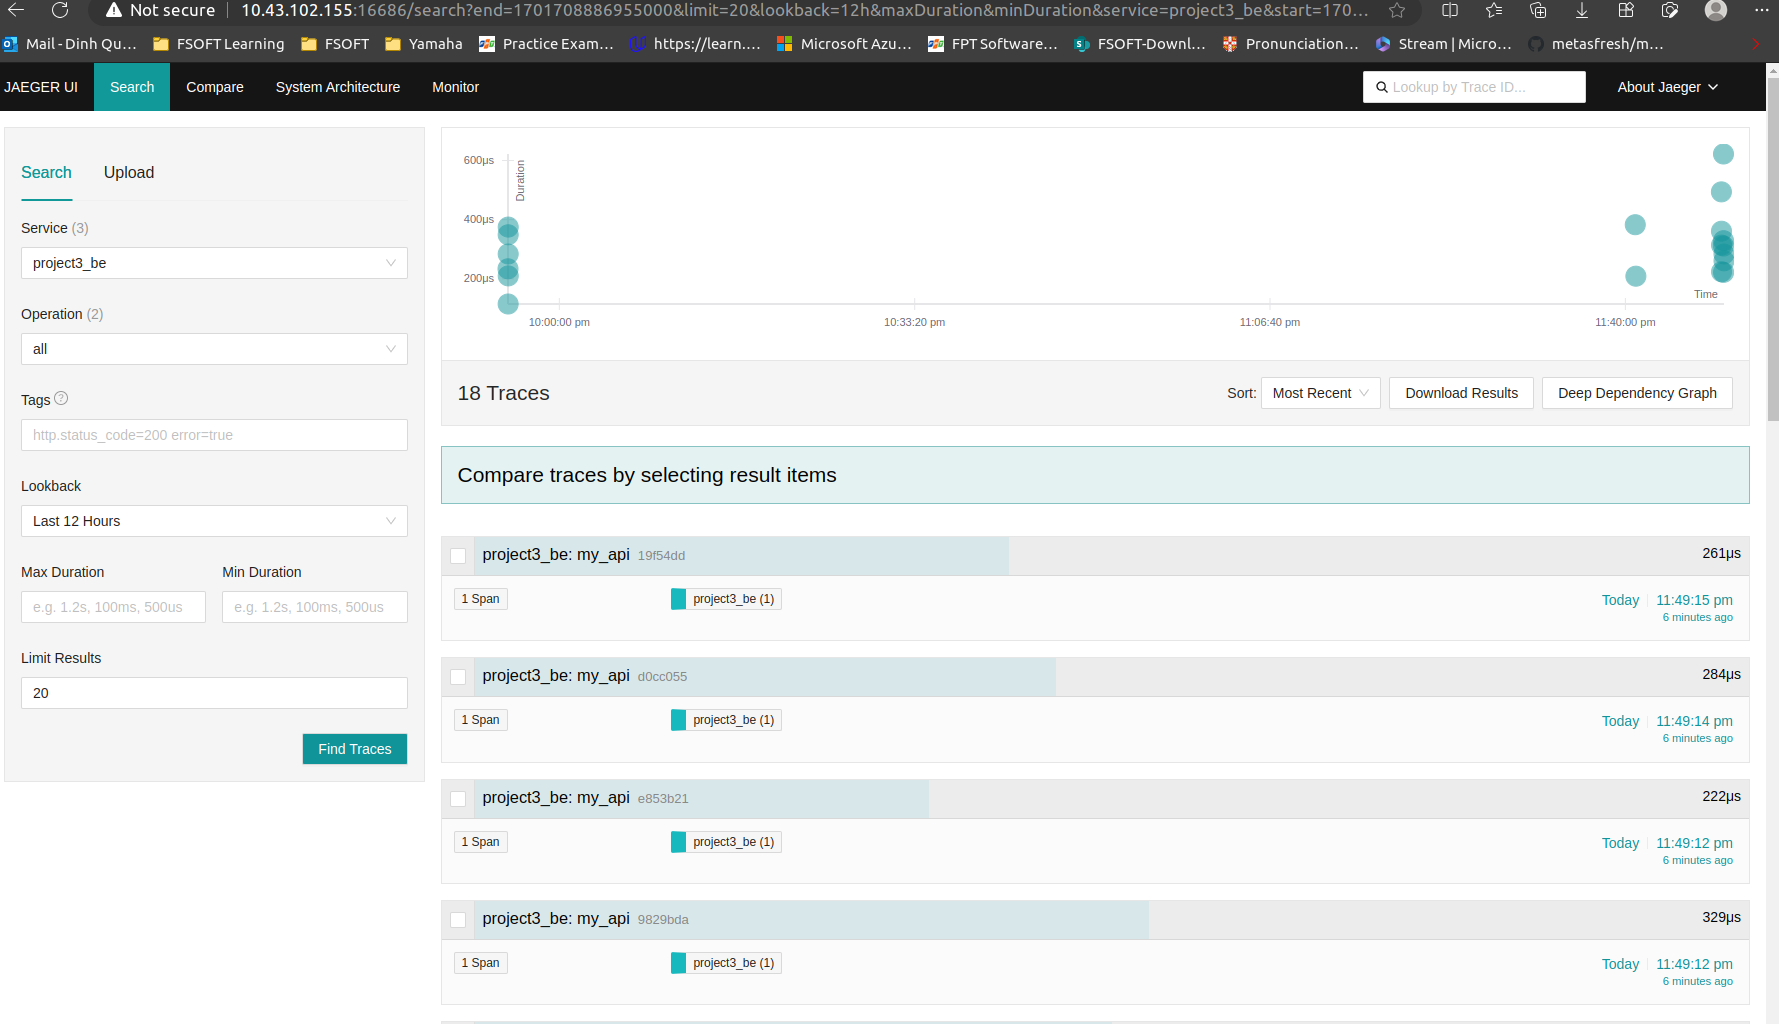 Not secure | 10.43.102.155:16686/search?end=1701708886955000&limit=20&lookback=12h&maxDuration&minDuration&service=project3_be&start=170...
Mail - Dinh Qu... FSOFT Learning FSOFT Yamaha Practice Exam... https://learn.... Microsoft Azu... FPT Software... FSOFT-Downl... Pronunciation... Stream | Micro... metasfresh/m...
JAEGER UI Search Compare System Architecture Monitor Lookup by Trace ID... About Jaeger
Search Upload
Service (3)
project3_be
Operation (2)
all
Tags
http.status_code=200 error=true
Lookback
Last 12 Hours
Max Duration Min Duration
e.g. 1.2s, 100ms, 500us e.g. 1.2s, 100ms, 500us
Limit Results
20
Find Traces
600μs
Duration
400μs
200μs
Time
10:00:00 pm 10:33:20 pm 11:06:40 pm 11:40:00 pm
18 Traces Sort: Most Recent Download Results Deep Dependency Graph
Compare traces by selecting result items
project3_be: my_api 19f54dd 261μs
1 Span project3_be (1) Today 11:49:15 pm
6 minutes ago
project3_be: my_api d0cc055 284μs
1 Span project3_be (1) Today 11:49:14 pm
6 minutes ago
project3_be: my_api e853b21 222μs
1 Span project3_be (1) Today 11:49:12 pm
6 minutes ago
project3_be: my_api 9829bda 329μs
1 Span project3_be (1) Today 11:49:12 pm
6 minutes ago